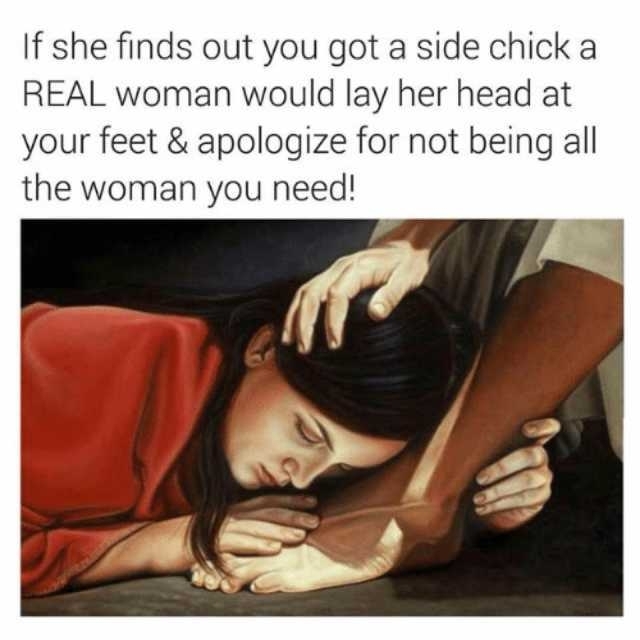 If she finds out you got a side chick a
REAL woman would lay her head at
your feet & apologize for not being all
the woman you need!